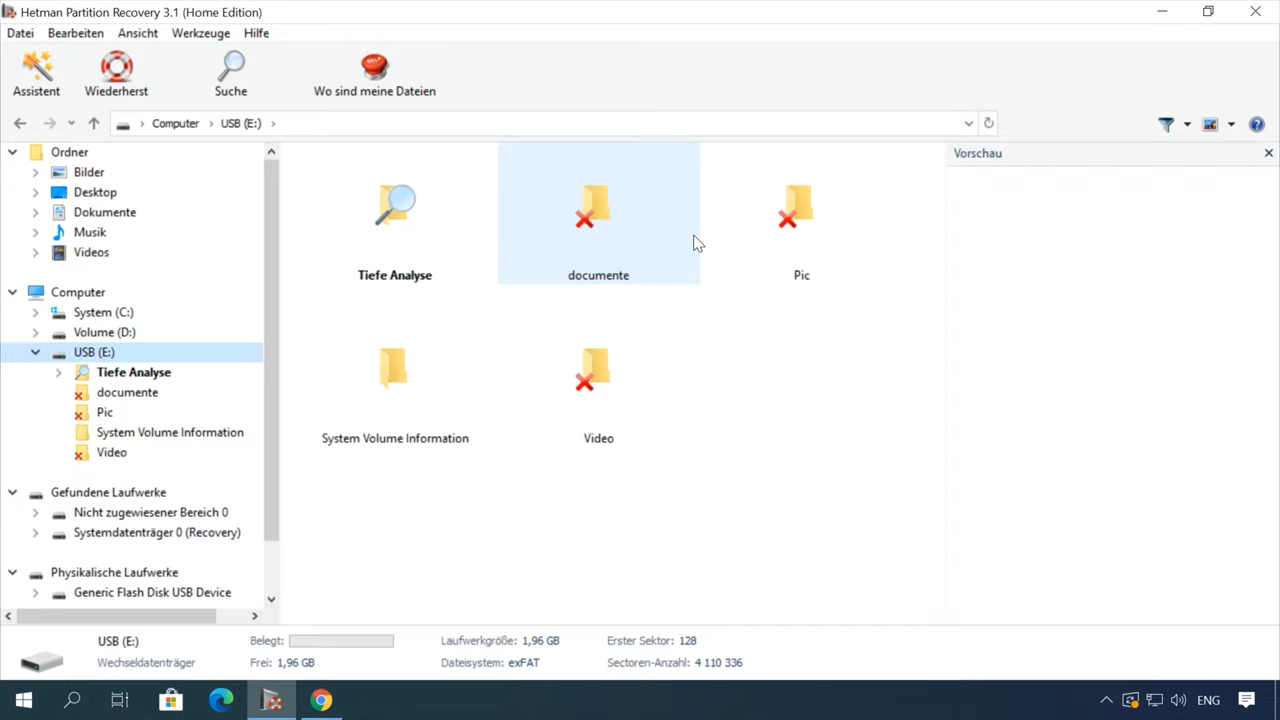 Hetman Partition Recovery 3.1 (Home Edition)
Datei Bearbeiten Ansicht Werkzeuge Hilfe
Assistent Wiederherst Suche Wo sind meine Dateien
Computer USB (E:)
Ordner
Bilder
Desktop
Dokumente
Musik
Videos
Computer
System (C:)
Volume (D:)
USB (E:)
Tiefe Analyse
documente
Pic
System Volume Information
Video
Gefundene Laufwerke
Nicht zugewiesener Bereich 0
Systemdatenträger 0 (Recovery)
Physikalische Laufwerke
Generic Flash Disk USB Device
Tiefe Analyse documente Pic
System Volume Information Video
Vorschau
USB (E:) Belegt: Laufwerkgröße: 1,96 GB Erster Sektor: 128
Wechseldatenträger Frei: 1,96 GB Dateisystem: exFAT Sectoren-Anzahl: 4 110 336
ENG